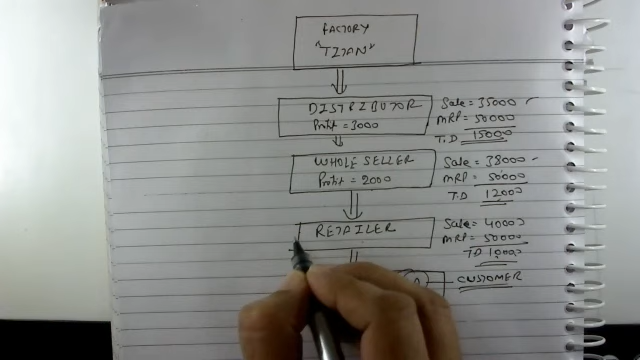 FACTORY
"TITAN"
DISTRIBUTOR
Profit = 3000
Sale = 35000
MRP = 50000
T.D 15000
WHOLE SELLER
Profit = 2000
Sale = 38000
MRP = 50000
T.D 12000
RETAILER
Sale = 40000
MRP = 50000
TD 10000
CUSTOMER